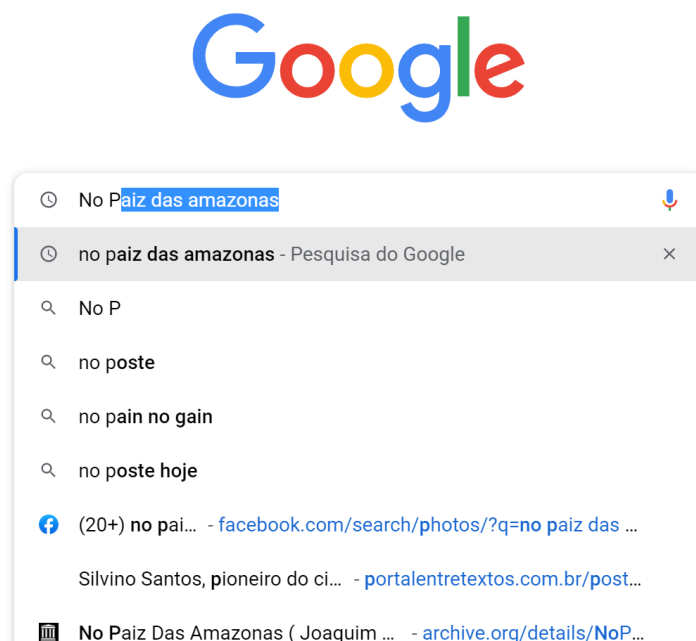 Google
No Paiz das amazonas
no paiz das amazonas - Pesquisa do Google
No P
no poste
no pain no gain
no poste hoje
(20+) no pai... - facebook.com/search/photos/?q=no paiz das ...
Silvino Santos, pioneiro do ci... - portalentretextos.com.br/post...
No Paiz Das Amazonas ( Joaquim ... - archive.org/details/NoP...